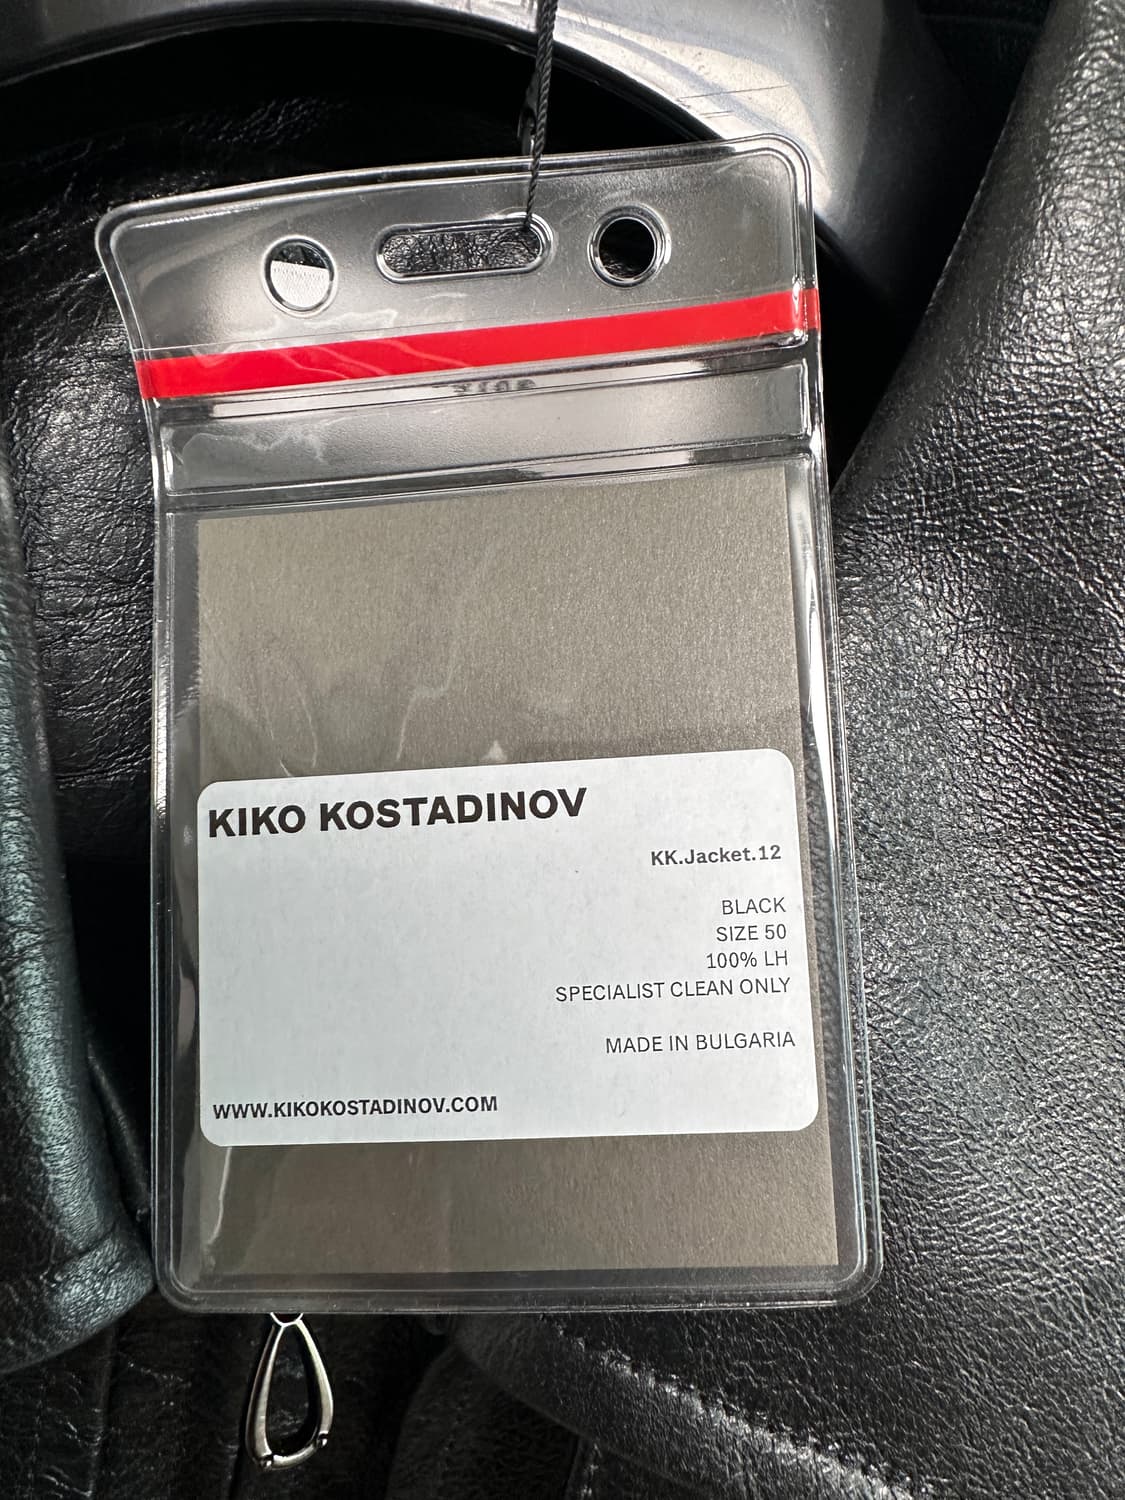 KIKO KOSTADINOV
KK.Jacket.12
BLACK
SIZE 50
100% LH
SPECIALIST CLEAN ONLY
MADE IN BULGARIA
WWW.KIKOKOSTADINOV.COM